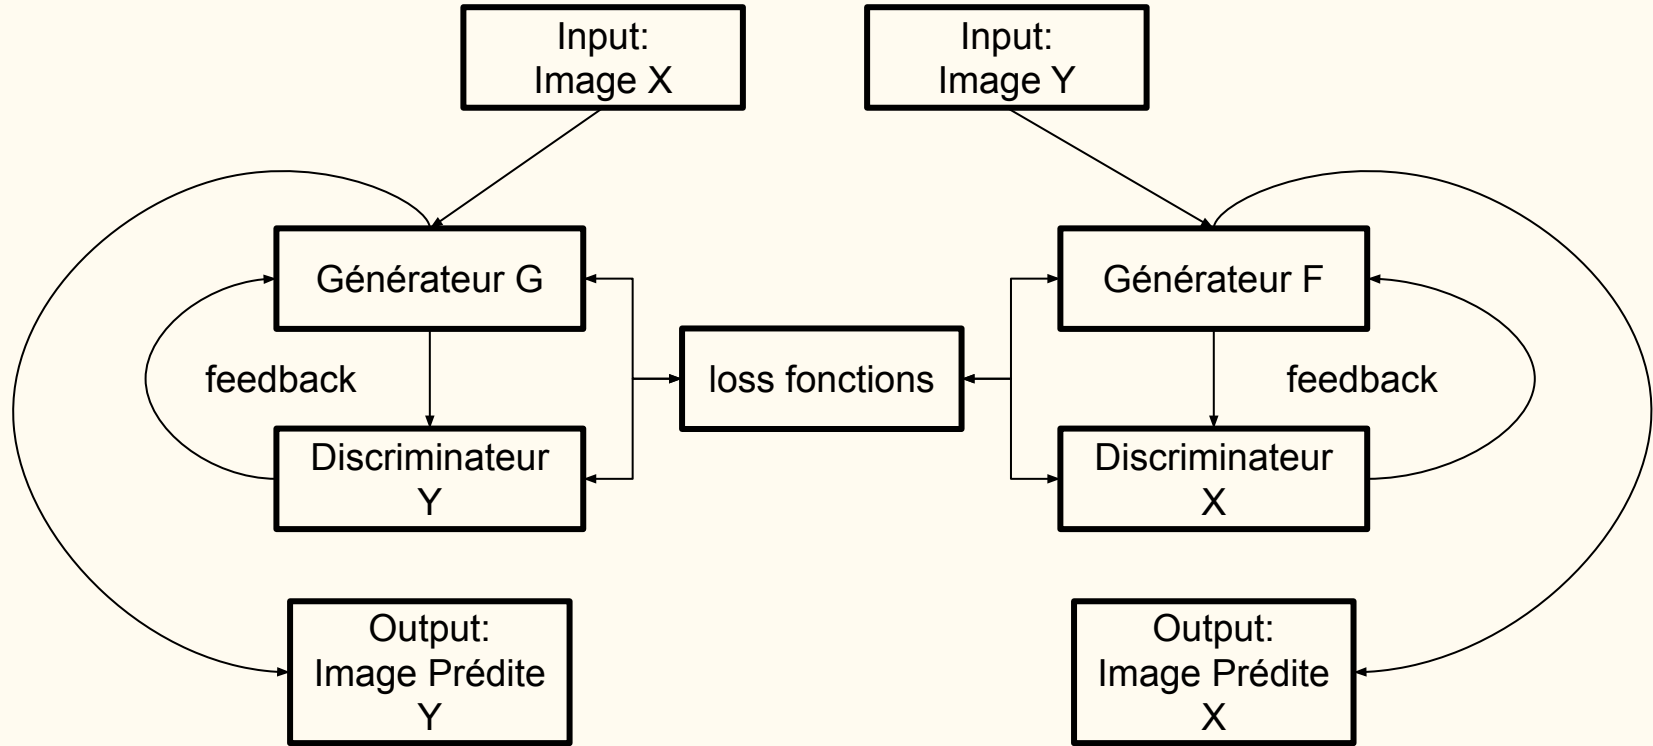 Input:
Image X
Input:
Image Y
Générateur G
Générateur F
feedback
loss fonctions
feedback
Discriminateur
Y
Discriminateur
X
Output:
Image Prédite
Y
Output:
Image Prédite
X